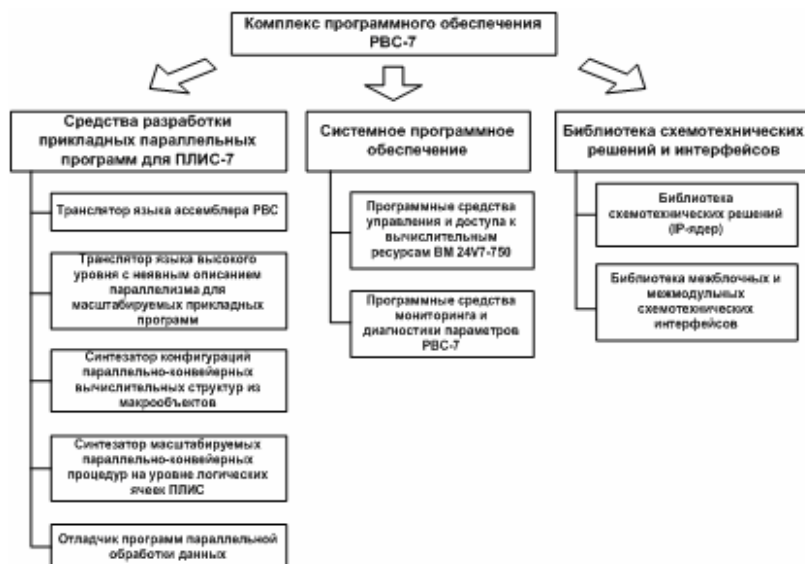 Комплекс программного обеспечения
РВС-7
Средства разработки
прикладных параллельных
программ для ПЛИС-7
Транслятор языка ассемблера РВС
Транслятор языка высокого
уровня с неявным описанием
параллелизма для
масштабируемых прикладных
программ
Синтезатор конфигураций
параллельно-конвейерных
вычислительных структур из
макрообъектов
Синтезатор масштабируемых
параллельно-конвейерных
процедур на уровне логических
ячеек ПЛИС
Отладчик программ параллельной
обработки данных
Системное программное
обеспечение
Программные средства
управления и доступа к
вычислительным
ресурсам ВМ 24V7-750
Программные средства
мониторинга и
диагностики параметров
РВС-7
Библиотека схемотехнических
решений и интерфейсов
Библиотека
схемотехнических решений
(IP-ядер)
Библиотека межблочных и
межмодульных
схемотехнических
интерфейсов